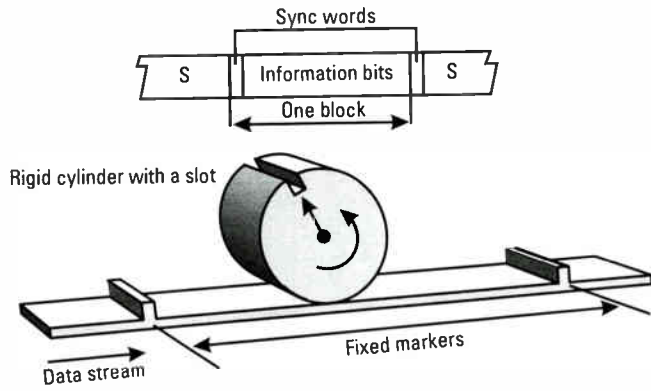 Sync words
S Information bits S
One block
Rigid cylinder with a slot
Fixed markers
Data stream